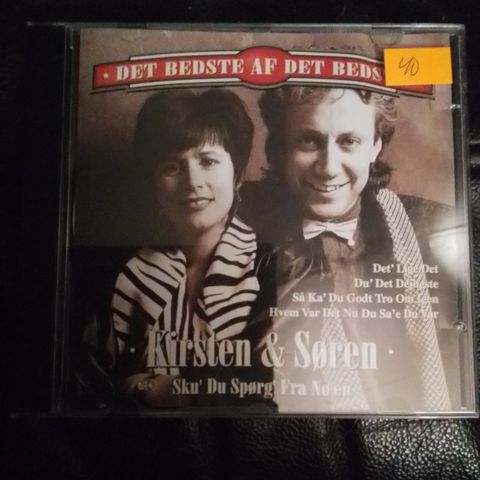 · DET BEDSTE AF DET BEDS
40
Det' Lige Det
Du' Det Dejligste
Så Ka' Du Godt Tro Om Igen
Hvem Var Det Nu Du Sa'e Du Var
· Kirsten & Søren ·
Sku' Du Spørg' Fra No'en